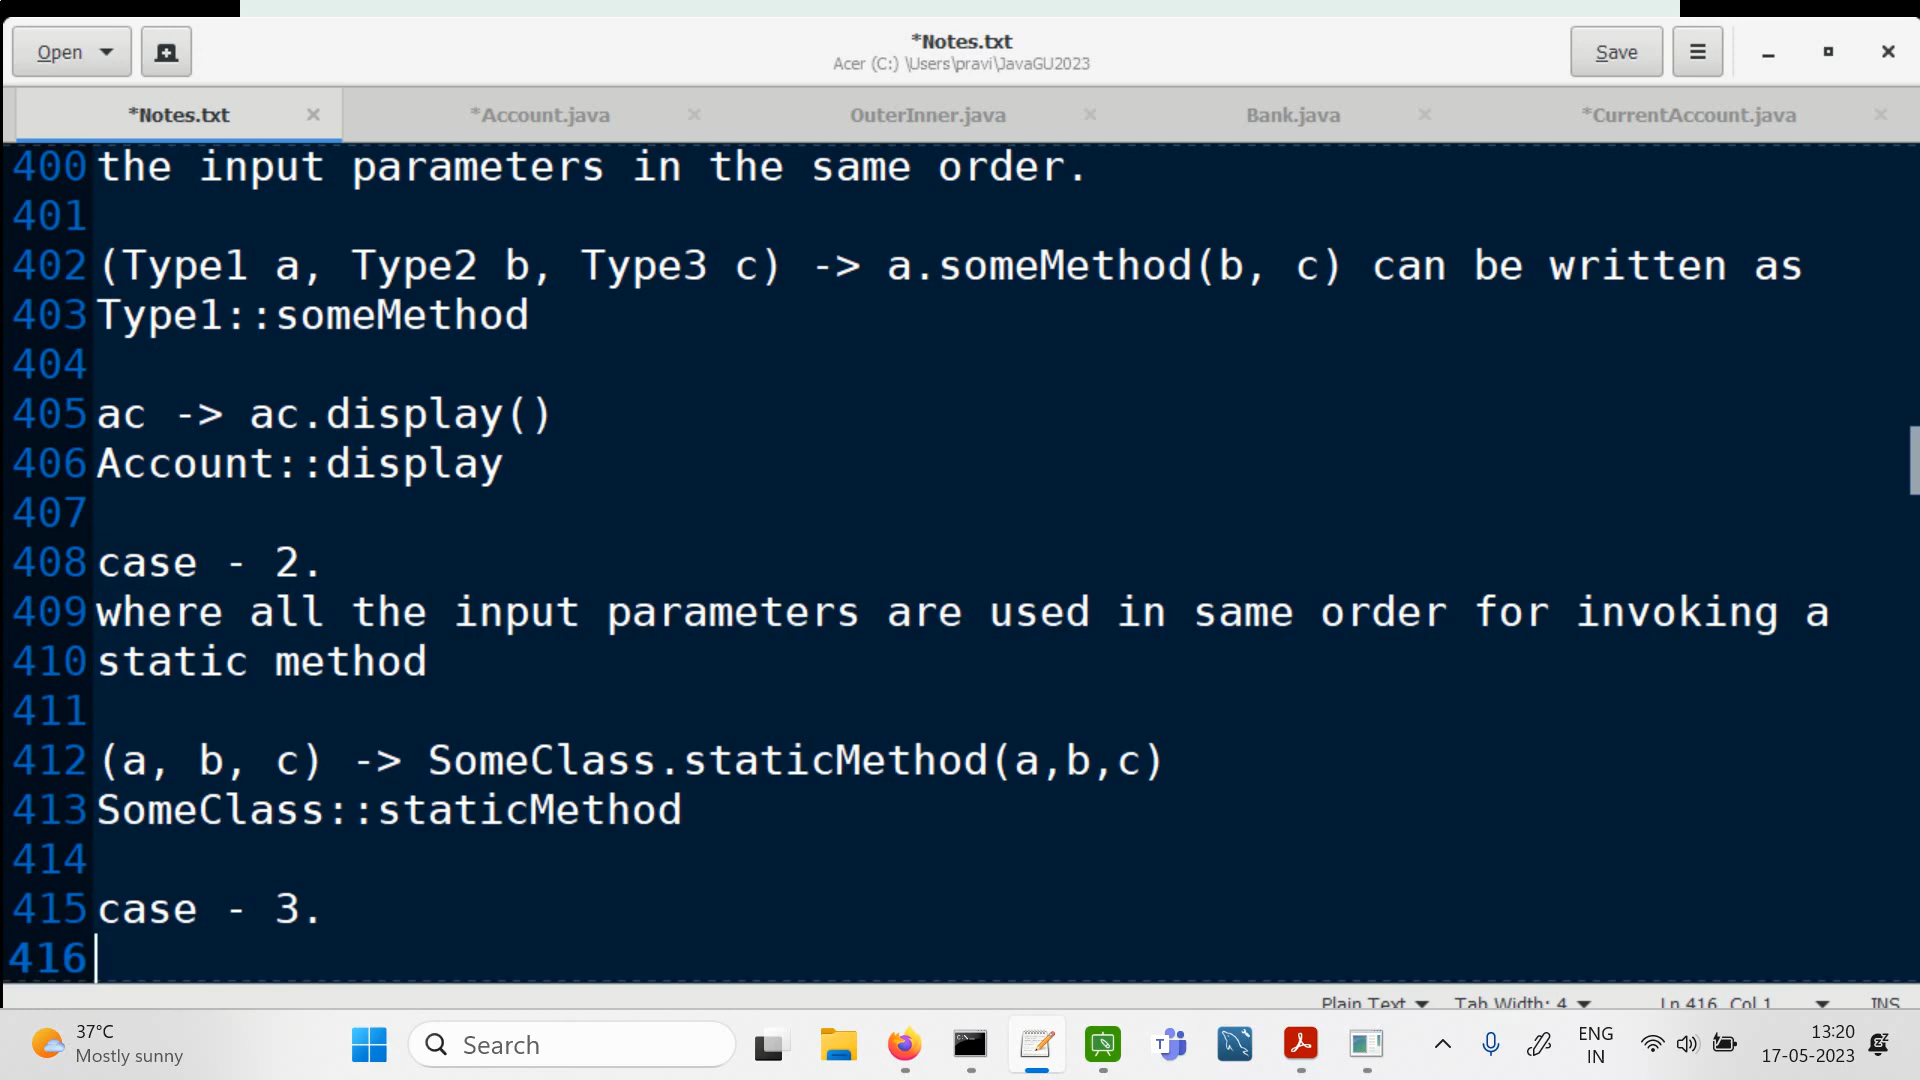 *Notes.txt
Open
Acer (C:) \Users\pravi\JavaGU2023
Save
*Notes.txt
*Account.java
OuterInner.java
Bank.java
*CurrentAccount.java
400 the input parameters in the same order.
401
402 (Type1 a, Type2 b, Type3 c) -> a.someMethod(b, c) can be written as
403 Type1::someMethod
404
405 ac -> ac.display()
406 Account::display
407
408 case - 2.
409 where all the input parameters are used in same order for invoking a
410 static method
411
412 (a, b, c) -> SomeClass.staticMethod(a,b,c)
413 SomeClass::staticMethod
414
415 case - 3.
416
Plain Text
Tab Width: 4
Ln 416, Col 1
INS
37°C
Mostly sunny
Search
ENG
IN
13:20
17-05-2023